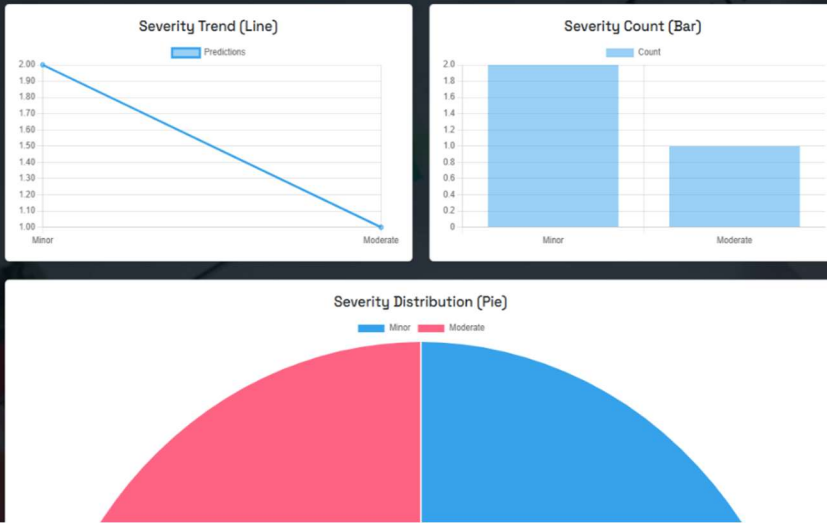 Severity Trend (Line)
Predictions
2.00
1.90
1.80
1.70
1.60
1.50
1.40
1.30
1.20
1.10
1.00
Minor Moderate
Severity Count (Bar)
Count
2.0
1.8
1.6
1.4
1.2
1.0
0.8
0.6
0.4
0.2
0
Minor Moderate
Severity Distribution (Pie)
Minor Moderate